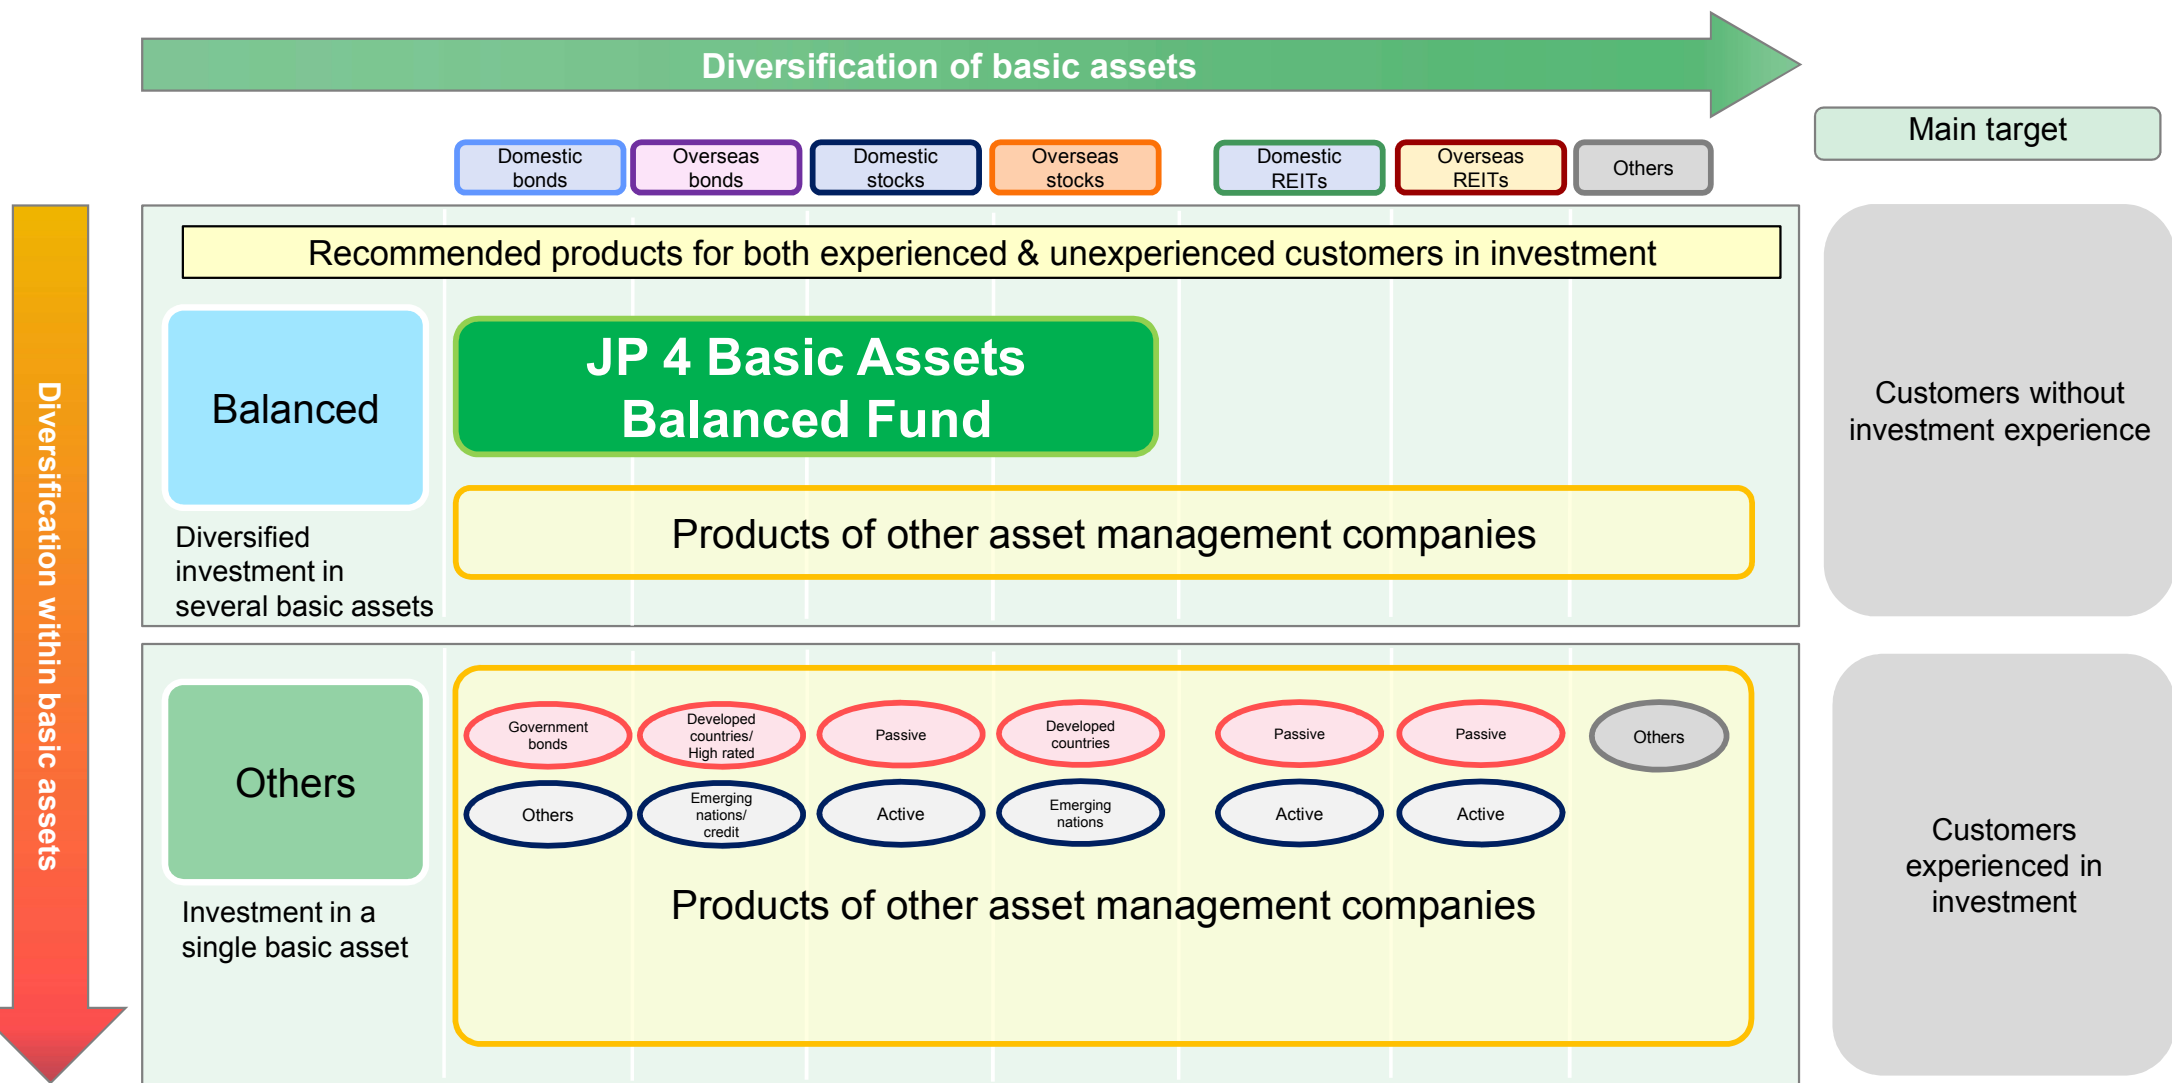 Diversification of basic assets
Main target
Domestic
bonds
Overseas
bonds
Domestic
stocks
Overseas
stocks
Domestic
REITs
Overseas
REITs
Others
Diversification within basic assets
Recommended products for both experienced & unexperienced customers in investment
Balanced
JP 4 Basic Assets
Balanced Fund
Customers without
investment experience
Products of other asset management companies
Diversified
investment in
several basic assets
Others
Government
bonds
Developed
countries/
High rated
Passive
Developed
countries
Passive
Passive
Others
Others
Emerging
nations/
credit
Active
Emerging
nations
Active
Active
Products of other asset management companies
Investment in a
single basic asset
Customers
experienced in
investment